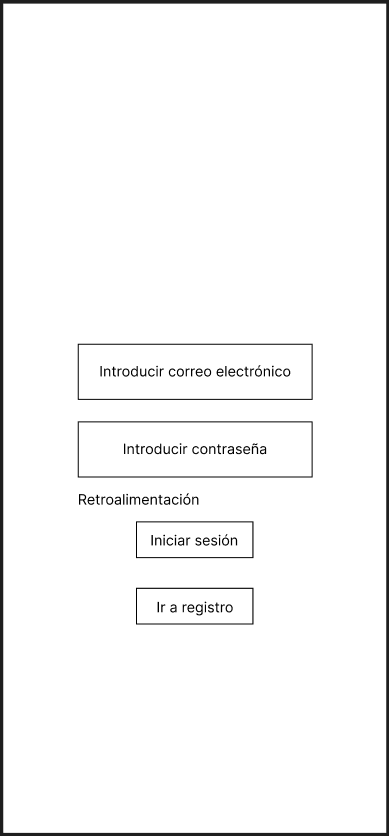 Introducir correo electrónico
Introducir contraseña
Retroalimentación
Iniciar sesión
Ir a registro